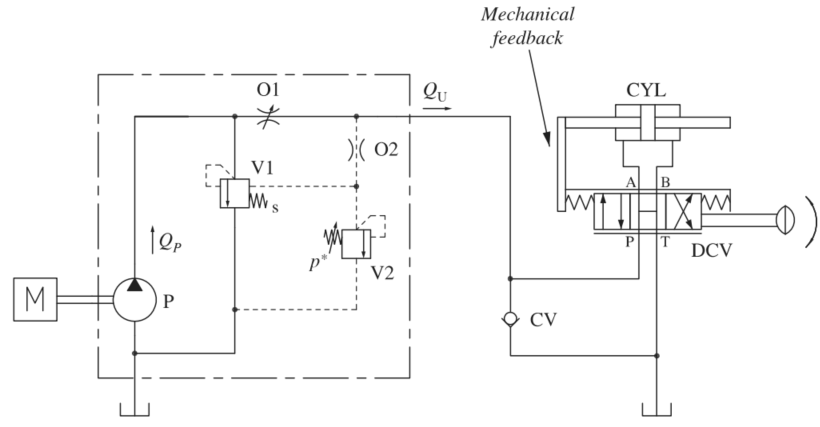 Mechanical
feedback
O1
Q_U
CYL
O2
V1
A B
s
Q_P
P T
DCV
p*
V2
M
P
CV